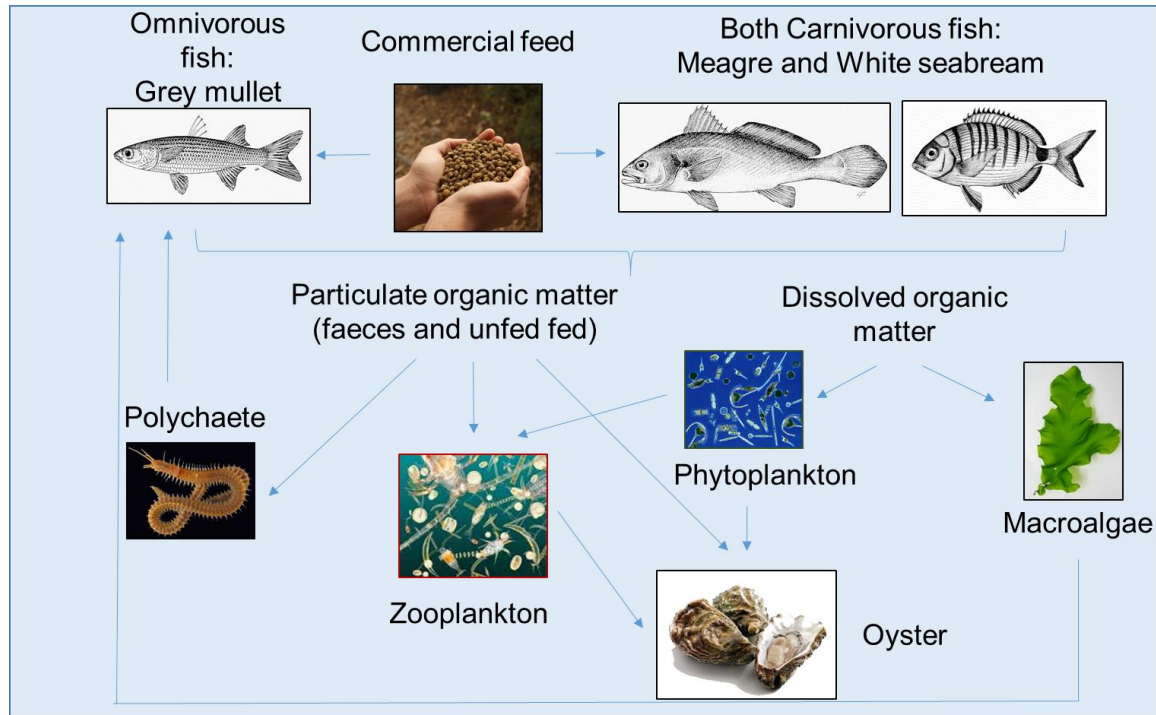 Omnivorous
fish:
Grey mullet
Commercial feed
Both Carnivorous fish:
Meagre and White seabream
Particulate organic matter
(faeces and unfed fed)
Dissolved organic
matter
Polychaete
Phytoplankton
Macroalgae
Zooplankton
Oyster